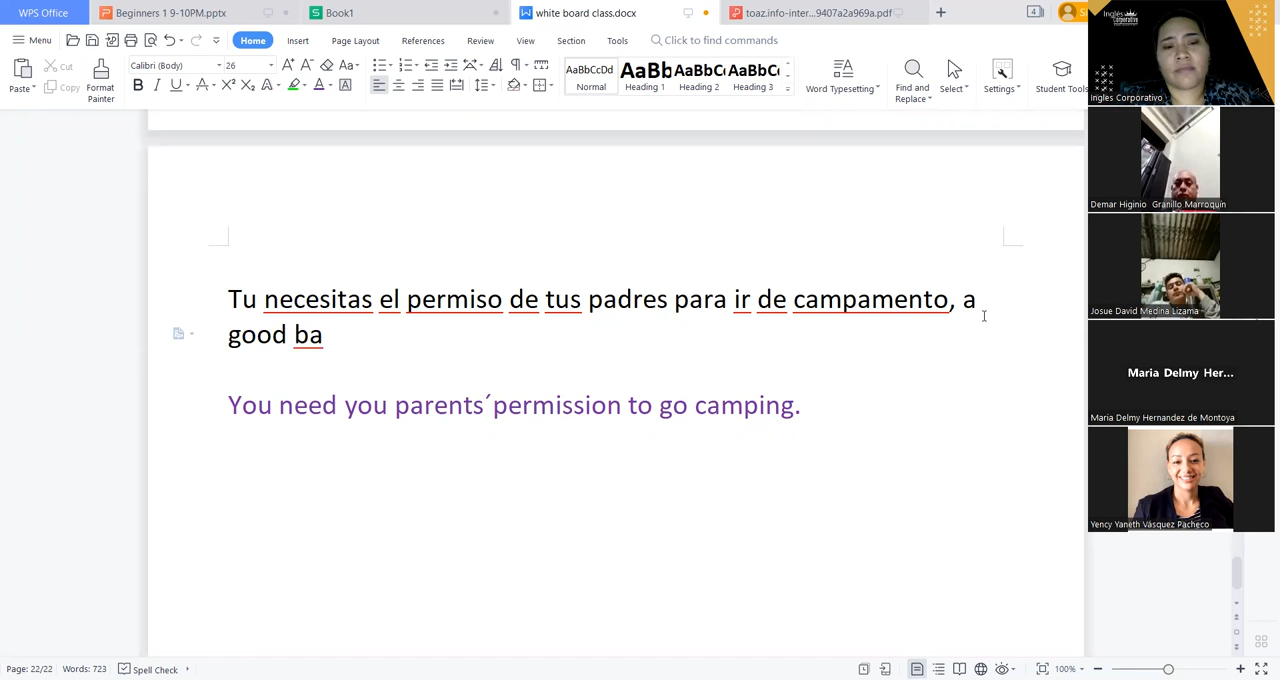 WPS Office
Beginners 1 9-10PM.pptx
Book1
white board class.docx
toaz.info-inter...9407a2a969a.pdf
4
Menu
Home
Insert
Page Layout
References
Review
View
Section
Tools
Click to find commands
Paste
Cut
Copy
Format
Painter
Calibri (Body)
26
AaBbCcDd
Normal
AaBb
Heading 1
AaBbC
Heading 2
AaBbC
Heading 3
Word Typesetting
Find and
Replace
Select
Settings
Student Tools
Tu necesitas el permiso de tus padres para ir de campamento, a
good ba
You need you parents´permission to go camping.
Inglés
Corporativo
Ingles Corporativo
Demar Higinio Granillo Marroquín
Josue David Medina Lizama
Maria Delmy Her...
Maria Delmy Hernandez de Montoya
Yency Yaneth Vásquez Pacheco
Page: 22/22
Words: 723
Spell Check
100%